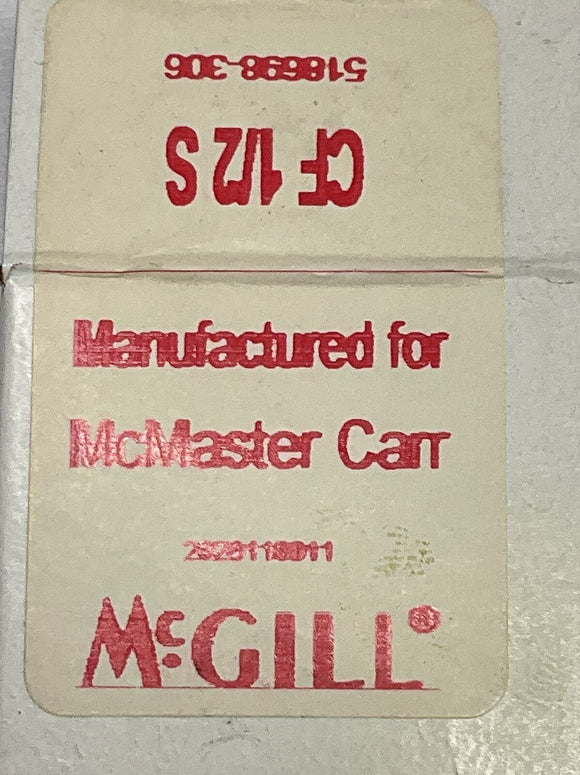 518698-306
CF 1/2 S
Manufactured for
McMaster Carr
McGILL®